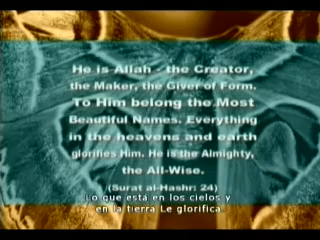 He is Allah - the Creator,
the Maker, the Giver of Form.
To Him belong the Most
Beautiful Names. Everything
in the heavens and earth
glorifies Him. He is the Almighty,
the All-Wise.
(Surat al-Hashr: 24)
Lo que está en los cielos y
en la tierra Le glorifica